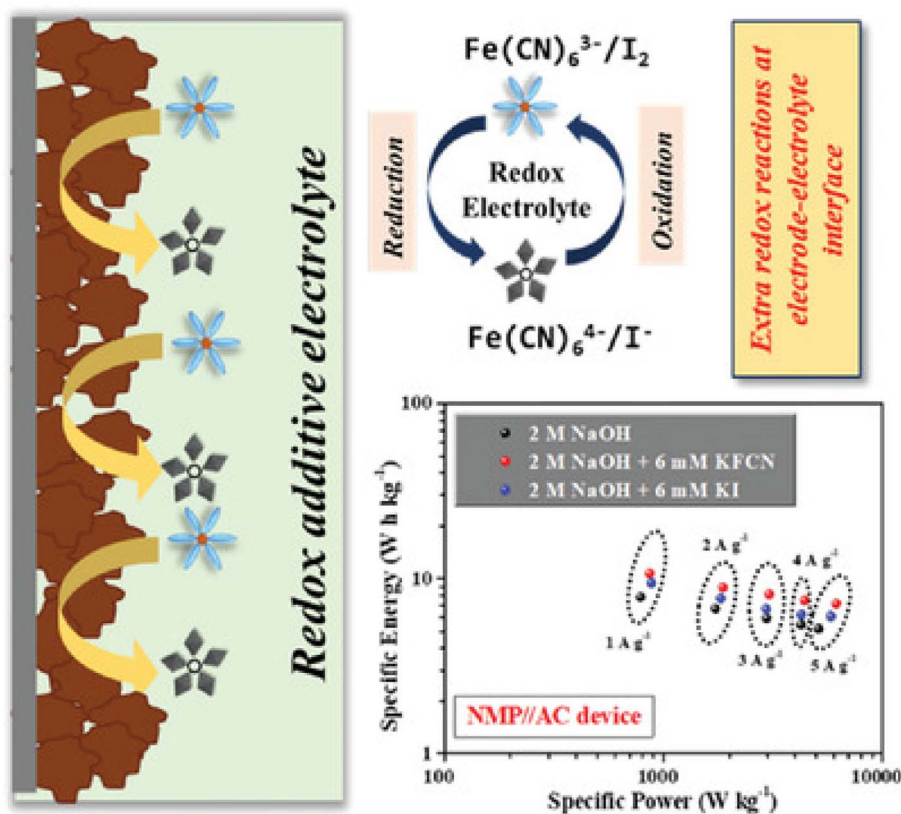 Redox additive electrolyte
Fe(CN)₆³⁻/I₂
Reduction
Redox
Electrolyte
Oxidation
Fe(CN)₆⁴⁻/I⁻
Extra redox reactions at
electrode-electrolyte
interface
Specific Energy (W h kg⁻¹)
100
10
1
2 M NaOH
2 M NaOH + 6 mM KFCN
2 M NaOH + 6 mM KI
1 A g⁻¹
2 A g⁻¹
3 A g⁻¹
4 A g⁻¹
5 A g⁻¹
NMP//AC device
100
1000
10000
Specific Power (W kg⁻¹)